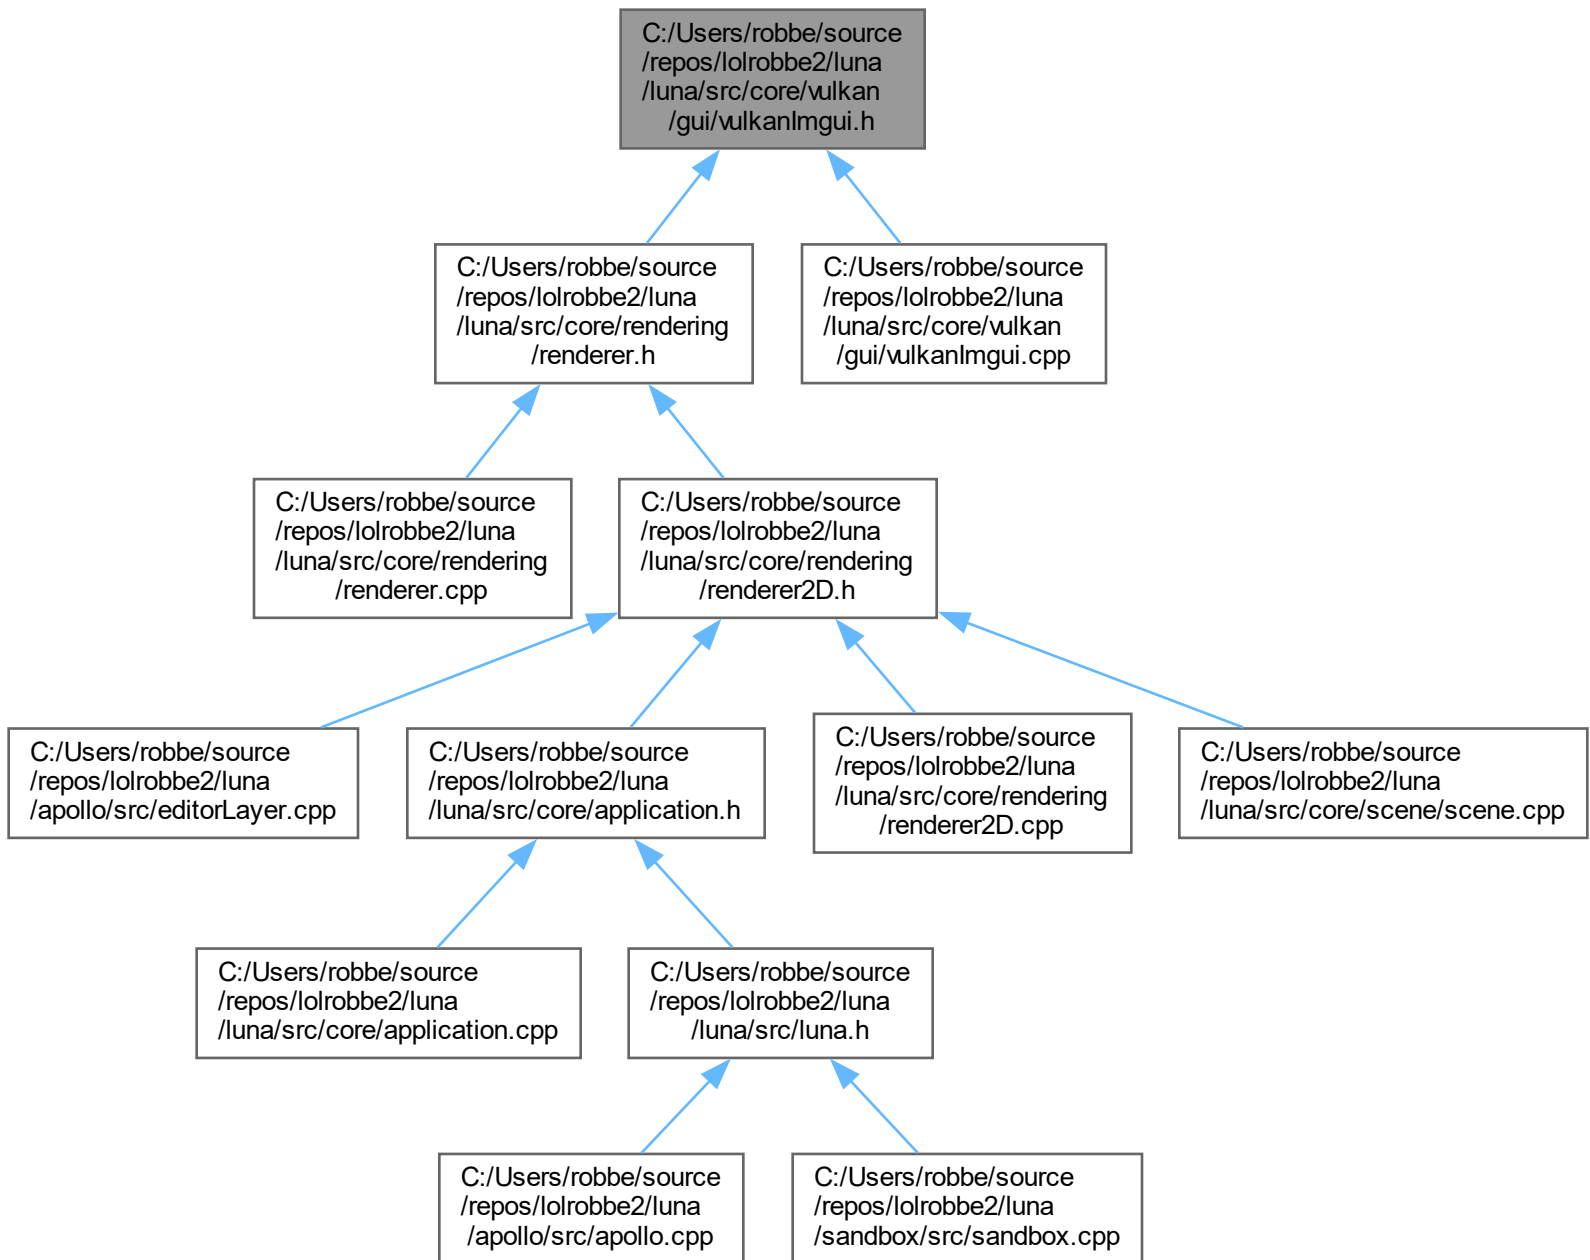 C:/Users/robbe/source
/repos/lolrobbe2/luna
/luna/src/core/vulkan
/gui/vulkanImgui.h
C:/Users/robbe/source
/repos/lolrobbe2/luna
/luna/src/core/rendering
/renderer.h
C:/Users/robbe/source
/repos/lolrobbe2/luna
/luna/src/core/vulkan
/gui/vulkanImgui.cpp
C:/Users/robbe/source
/repos/lolrobbe2/luna
/luna/src/core/rendering
/renderer.cpp
C:/Users/robbe/source
/repos/lolrobbe2/luna
/luna/src/core/rendering
/renderer2D.h
C:/Users/robbe/source
/repos/lolrobbe2/luna
/apollo/src/editorLayer.cpp
C:/Users/robbe/source
/repos/lolrobbe2/luna
/luna/src/core/application.h
C:/Users/robbe/source
/repos/lolrobbe2/luna
/luna/src/core/rendering
/renderer2D.cpp
C:/Users/robbe/source
/repos/lolrobbe2/luna
/luna/src/core/scene/scene.cpp
C:/Users/robbe/source
/repos/lolrobbe2/luna
/luna/src/core/application.cpp
C:/Users/robbe/source
/repos/lolrobbe2/luna
/luna/src/luna.h
C:/Users/robbe/source
/repos/lolrobbe2/luna
/apollo/src/apollo.cpp
C:/Users/robbe/source
/repos/lolrobbe2/luna
/sandbox/src/sandbox.cpp